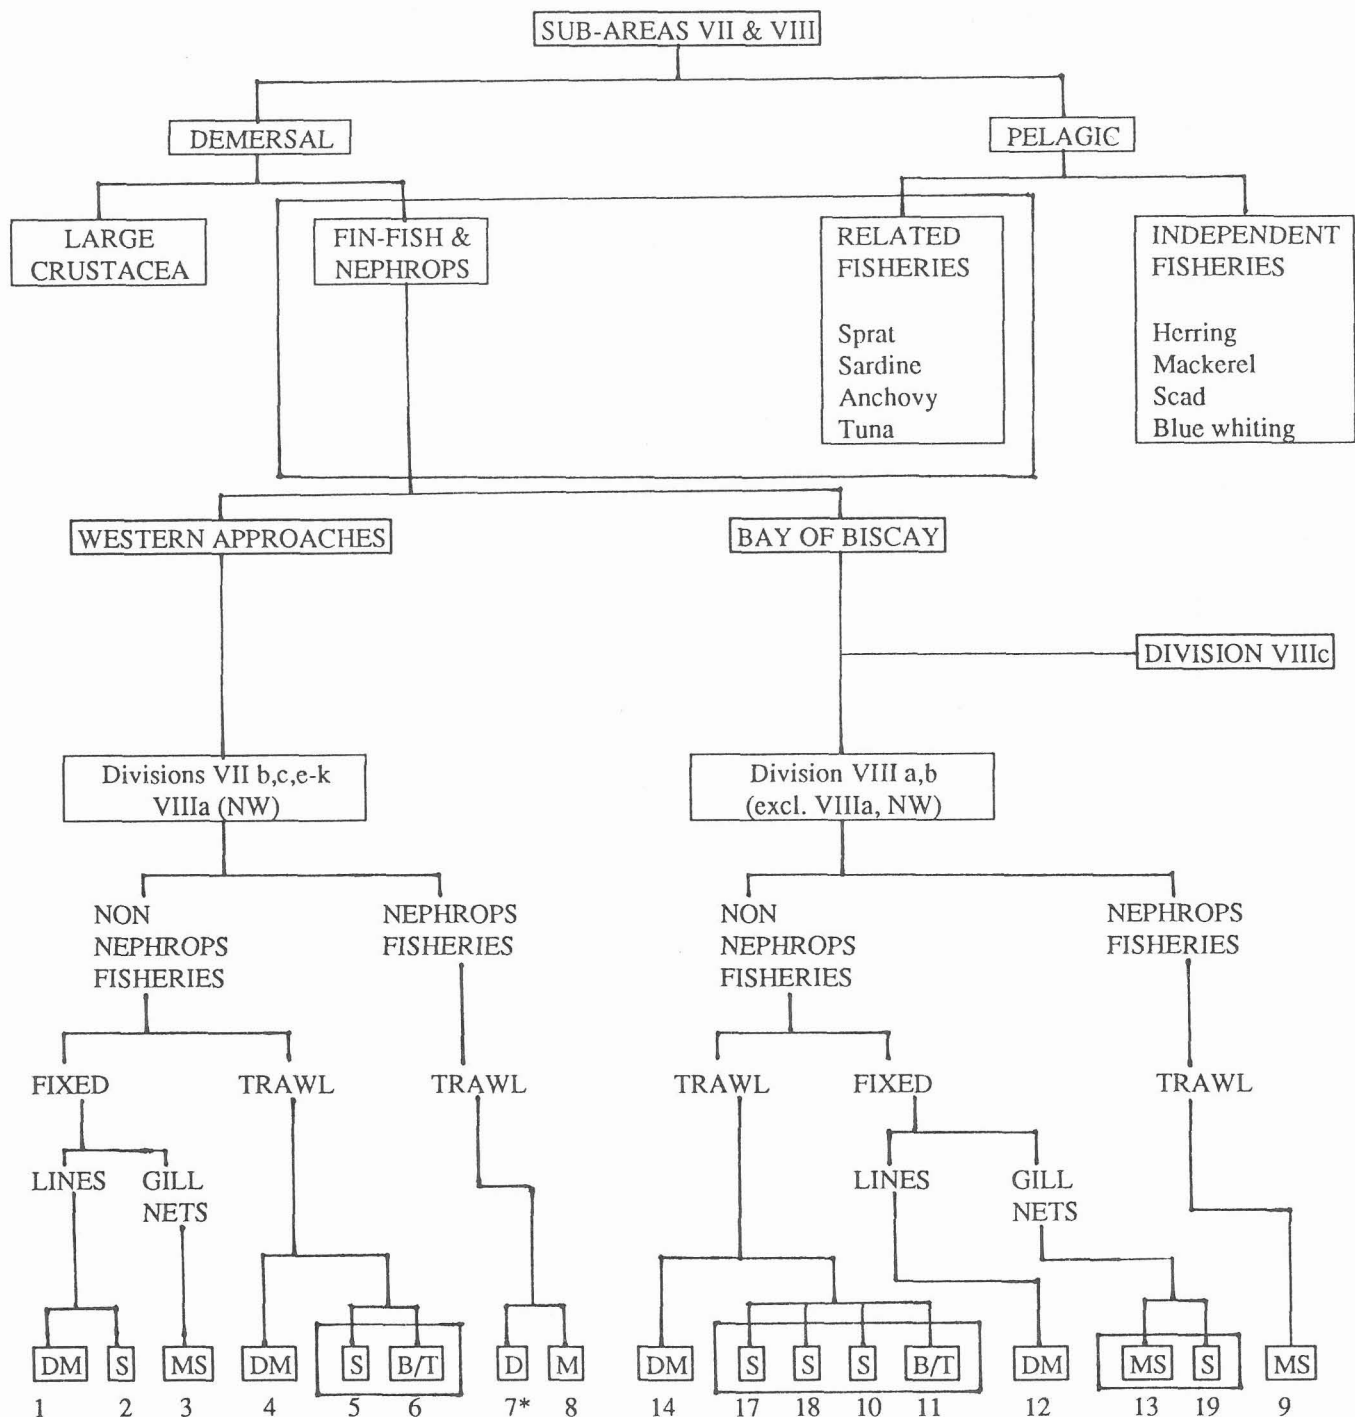 SUB-AREAS VII & VIII
DEMERSAL
PELAGIC
LARGE
CRUSTACEA
FIN-FISH &
NEPHROPS
RELATED
FISHERIES
Sprat
Sardine
Anchovy
Tuna
INDEPENDENT
FISHERIES
Herring
Mackerel
Scad
Blue whiting
WESTERN APPROACHES
BAY OF BISCAY
DIVISION VIIIc
Divisions VII b,c,e-k
VIIIa (NW)
Division VIII a,b
(excl. VIIIa, NW)
NON
NEPHROPS
FISHERIES
NEPHROPS
FISHERIES
NON
NEPHROPS
FISHERIES
NEPHROPS
FISHERIES
FIXED
TRAWL
TRAWL
TRAWL
FIXED
TRAWL
LINES
GILL
NETS
LINES
GILL
NETS
DM S MS DM S B/T D M DM S S S B/T DM MS S MS
1 2 3 4 5 6 7* 8 14 17 18 10 11 12 13 19 9